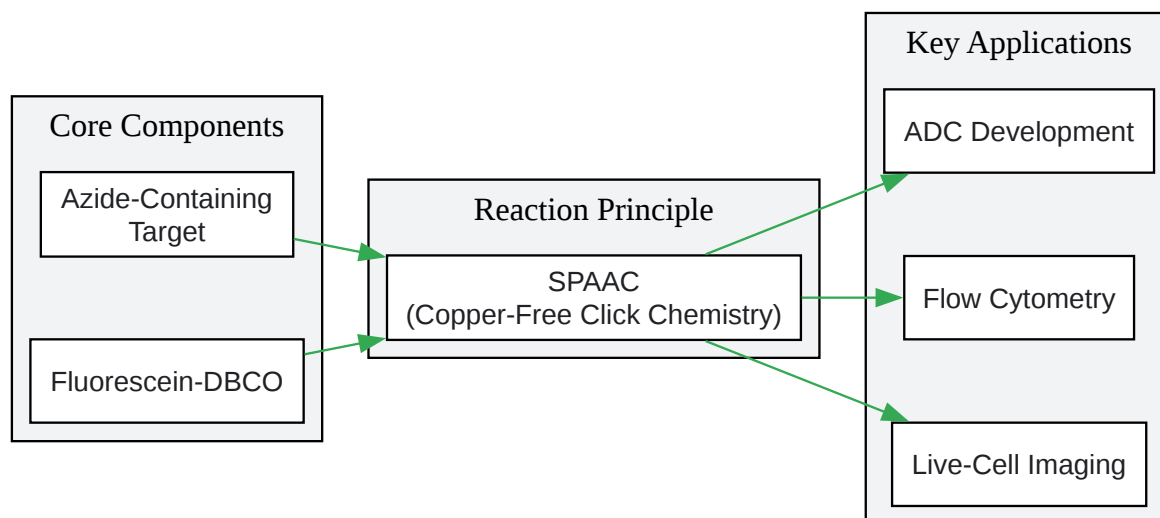 Core Components
Azide-Containing
Target
Fluorescein-DBCO
Reaction Principle
SPAAC
(Copper-Free Click Chemistry)
Key Applications
ADC Development
Flow Cytometry
Live-Cell Imaging